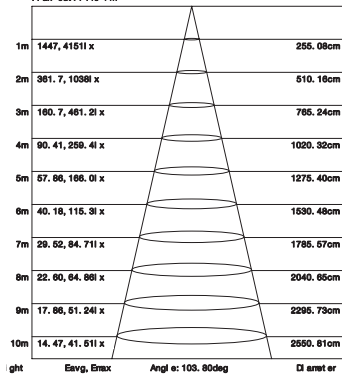 1m 1447, 4151l x 255. 08cm
2m 361. 7, 1038l x 510. 16cm
3m 160. 7, 461. 2l x 765. 24cm
4m 90. 41, 259. 4l x 1020. 32cm
5m 57. 86, 166. 0l x 1275. 40cm
6m 40. 18, 115. 3l x 1530. 48cm
7m 29. 52, 84. 71l x 1785. 57cm
8m 22. 60, 64. 86l x 2040. 65cm
9m 17. 86, 51. 24l x 2295. 73cm
10m 14. 47, 41. 51l x 2550. 81cm
ght Eavg, Emax Angl e: 103. 80deg Di amet er